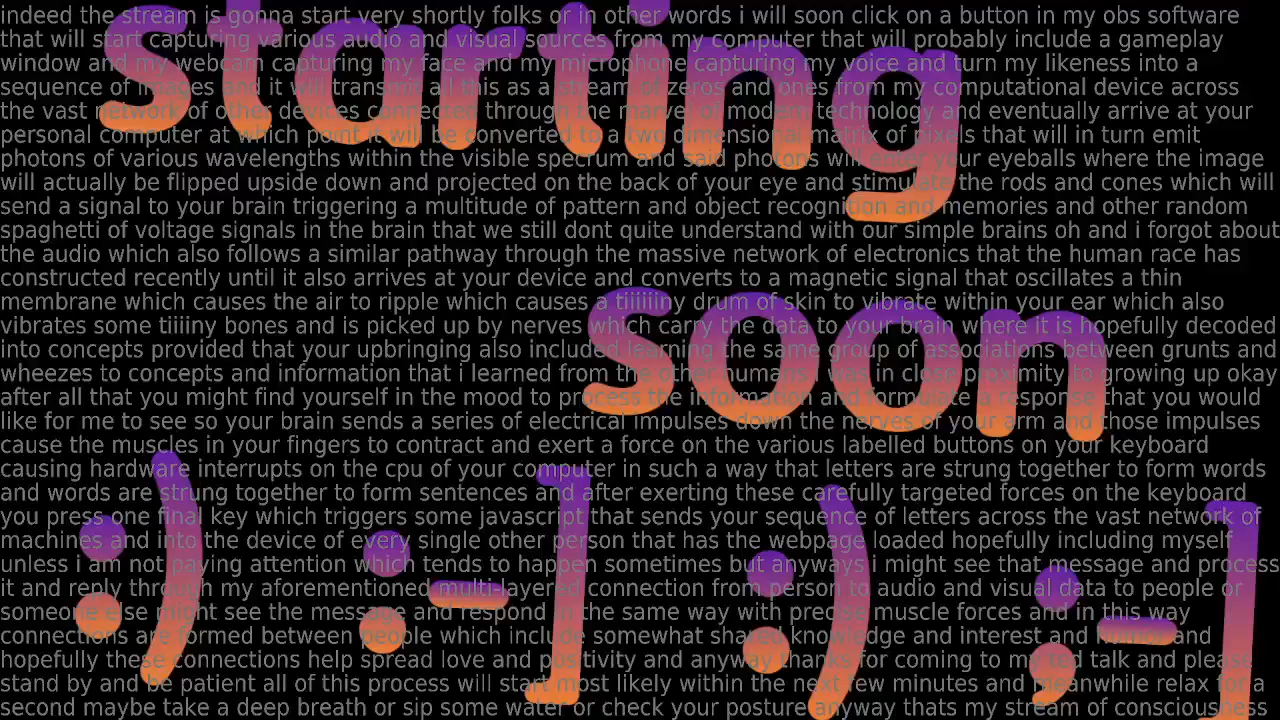 starting
soon
:) :-] :) :-]
indeed the stream is gonna start very shortly folks or in other words i will soon click on a button in my obs software
that will start capturing various audio and visual sources from my computer that will probably include a gameplay
window and my webcam capturing my face and my microphone capturing my voice and turn my likeness into a
sequence of images and it will transmit all this as a stream of zeros and ones from my computational device across
the vast network of other devices connected through the marvel of modern technology and eventually arrive at your
personal computer at which point it will be converted to a two dimensional matrix of pixels that will in turn emit
photons of various wavelengths within the visible spectrum and said photons will enter your eyeballs where the image
will actually be flipped upside down and projected on the back of your eye and stimulate the rods and cones which will
send a signal to your brain triggering a multitude of pattern and object recognition and memories and other random
spaghetti of voltage signals in the brain that we still dont quite understand with our simple brains oh and i forgot about
the audio which also follows a similar pathway through the massive network of electronics that the human race has
constructed recently until it also arrives at your device and converts to a magnetic signal that oscillates a thin
membrane which causes the air to ripple which causes a tiiiiiiny drum of skin to vibrate within your ear which also
vibrates some tiiiiny bones and is picked up by nerves which carry the data to your brain where it is hopefully decoded
into concepts provided that your upbringing also included learning the same group of associations between grunts and
wheezes to concepts and information that i learned from the other humans i was in close proximity to growing up okay
after all that you might find yourself in the mood to process the information and formulate a response that you would
like for me to see so your brain sends a series of electrical impulses down the nerves of your arm and those impulses
cause the muscles in your fingers to contract and exert a force on the various labelled buttons on your keyboard
causing hardware interrupts on the cpu of your computer in such a way that letters are strung together to form words
and words are strung together to form sentences and after exerting these carefully targeted forces on the keyboard
you press one final key which triggers some javascript that sends your sequence of letters across the vast network of
machines and into the device of every single other person that has the webpage loaded hopefully including myself
unless i am not paying attention which tends to happen sometimes but anyways i will see that message and process
it and reply through my aforementioned multi-layered connection from person to audio and visual data to people or
someone else might see the message and respond in the same way with precise muscle forces and in this way
connections are formed between people which include somewhat shared knowledge and interest and and
hopefully these connections help spread love and positivity and anyway thanks for coming to my ted talk and please
stand by and be patient all of this process will start most likely within the next few minutes and meanwhile relax for a
second maybe take a deep breath or sip some water or check your posture anyway thats my stream of consciousness